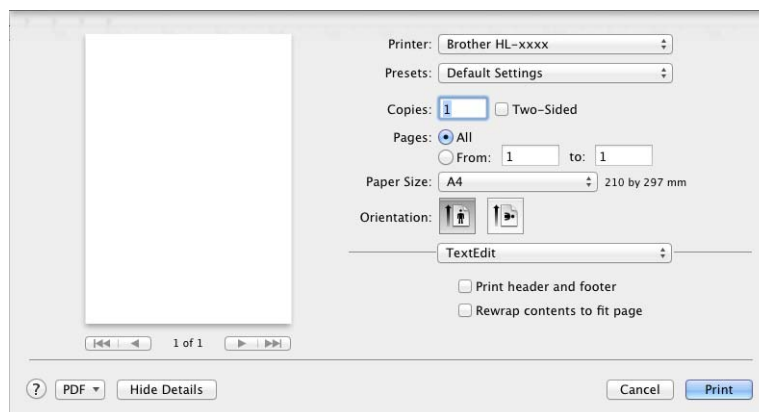 Printer: Brother HL-xxxx
Presets: Default Settings
Copies: 1 Two-Sided
Pages: All
From: 1 to: 1
Paper Size: A4 210 by 297 mm
Orientation:
TextEdit
Print header and footer
Rewrap contents to fit page
1 of 1
? PDF Hide Details Cancel Print